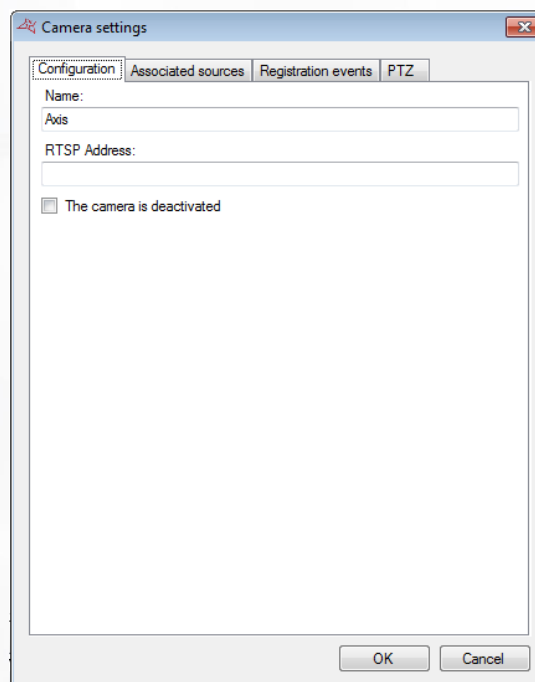 Camera settings
Configuration Associated sources Registration events PTZ
Name:
Axis
RTSP Address:
The camera is deactivated
OK Cancel